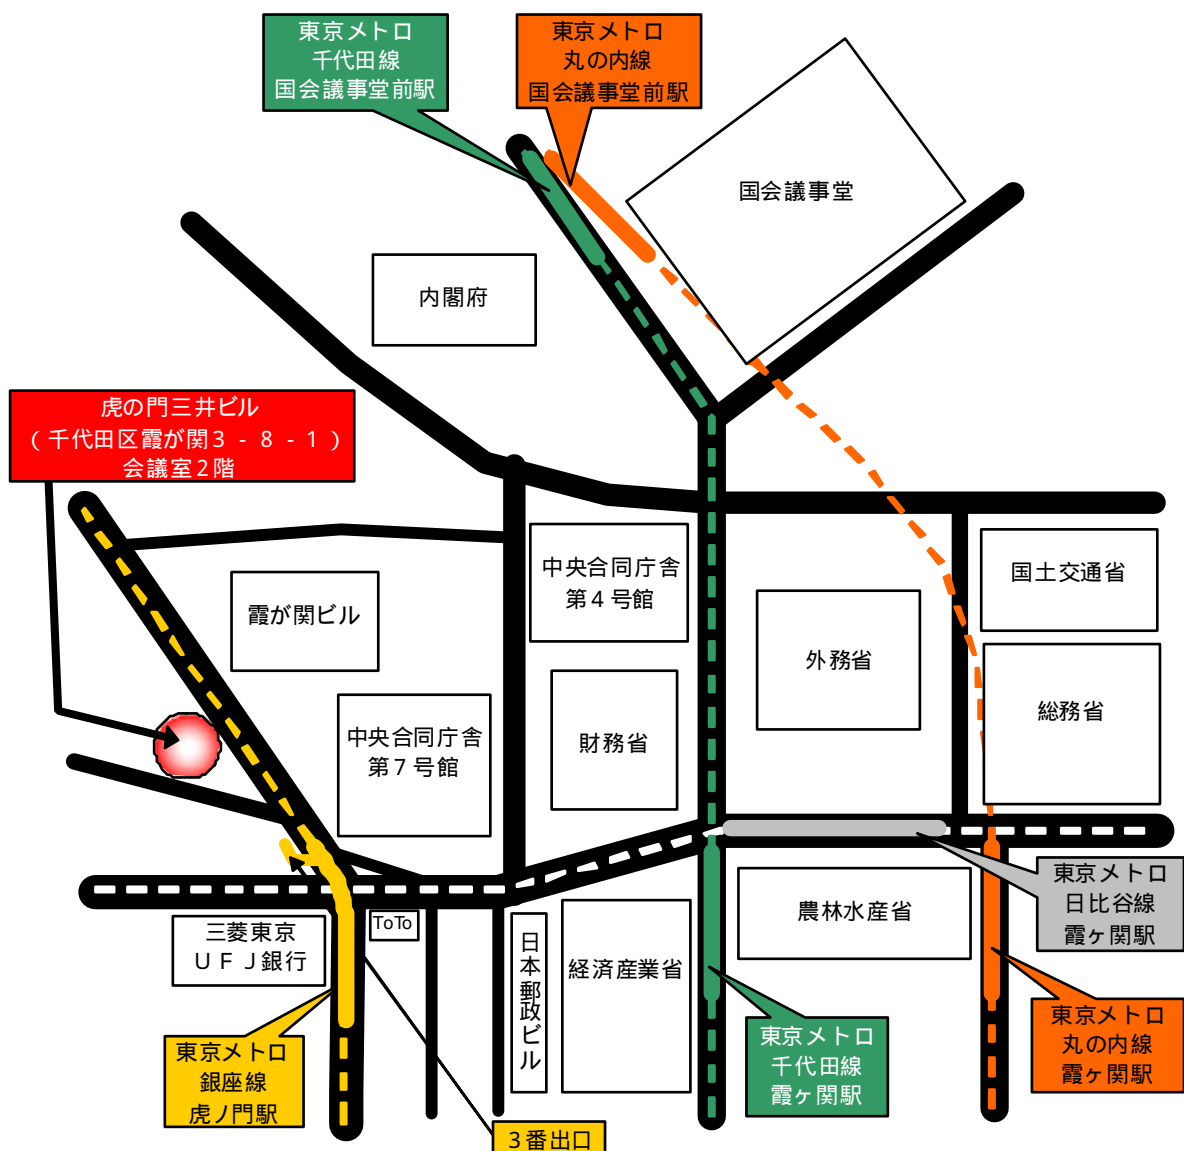 東京メトロ
千代田線
国会議事堂前駅
東京メトロ
丸の内線
国会議事堂前駅
国会議事堂
内閣府
虎の門三井ビル
(千代田区霞が関3-8-1)
会議室2階
中央合同庁舎
第4号館
国土交通省
霞が関ビル
外務省
総務省
中央合同庁舎
第7号館
財務省
東京メトロ
日比谷線
霞ヶ関駅
農林水産省
ToTo
三菱東京
UFJ銀行
日本郵政ビル
経済産業省
東京メトロ
銀座線
虎ノ門駅
東京メトロ
千代田線
霞ヶ関駅
東京メトロ
丸の内線
霞ヶ関駅
3番出口